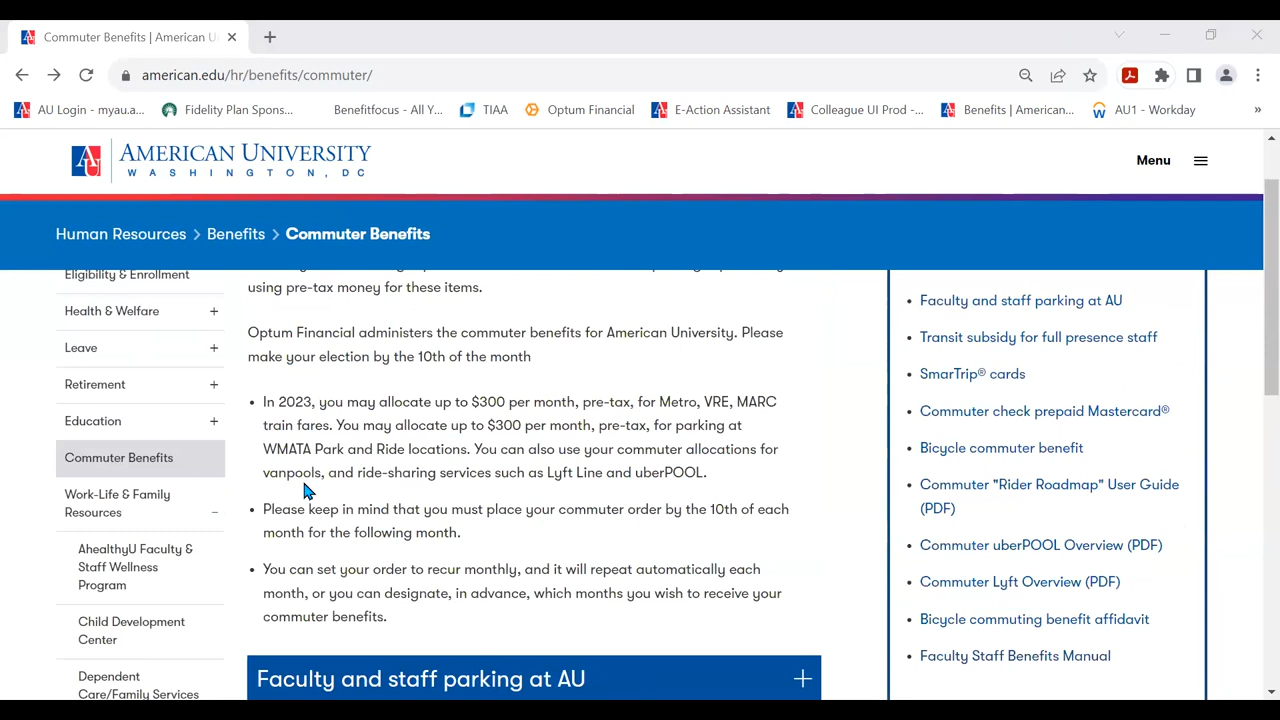 Commuter Benefits | American U
american.edu/hr/benefits/commuter/
AU Login - myau.a...
Fidelity Plan Spons...
Benefitfocus - All Y...
TIAA
Optum Financial
E-Action Assistant
Colleague UI Prod -...
Benefits | American...
AU1 - Workday
»
AMERICAN UNIVERSITY
WASHINGTON, DC
Menu
Human Resources > Benefits > Commuter Benefits
Eligibility & Enrollment
Health & Welfare +
Leave +
Retirement +
Education +
Commuter Benefits
Work-Life & Family
Resources –
AhealthyU Faculty &
Staff Wellness
Program
Child Development
Center
Dependent
Care/Family Services
using pre-tax money for these items.
Optum Financial administers the commuter benefits for American University. Please
make your election by the 10th of the month
• In 2023, you may allocate up to $300 per month, pre-tax, for Metro, VRE, MARC
train fares. You may allocate up to $300 per month, pre-tax, for parking at
WMATA Park and Ride locations. You can also use your commuter allocations for
vanpools, and ride-sharing services such as Lyft Line and uberPOOL.
• Please keep in mind that you must place your commuter order by the 10th of each
month for the following month.
• You can set your order to recur monthly, and it will repeat automatically each
month, or you can designate, in advance, which months you wish to receive your
commuter benefits.
Faculty and staff parking at AU +
• Faculty and staff parking at AU
• Transit subsidy for full presence staff
• SmarTrip® cards
• Commuter check prepaid Mastercard®
• Bicycle commuter benefit
• Commuter "Rider Roadmap" User Guide
(PDF)
• Commuter uberPOOL Overview (PDF)
• Commuter Lyft Overview (PDF)
• Bicycle commuting benefit affidavit
• Faculty Staff Benefits Manual